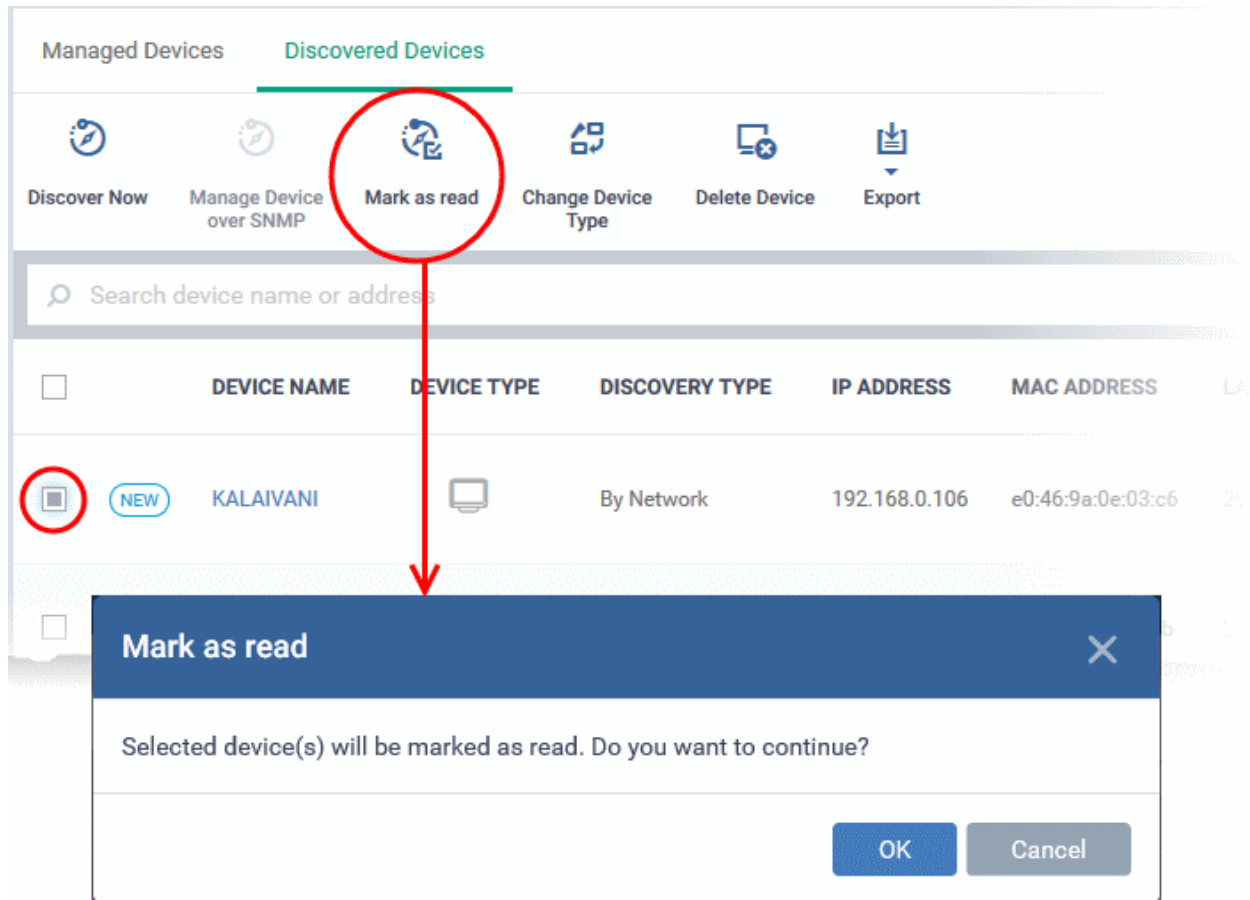 Managed Devices Discovered Devices
Discover Now Manage Device over SNMP Mark as read Change Device Type Delete Device Export
Search device name or address
DEVICE NAME DEVICE TYPE DISCOVERY TYPE IP ADDRESS MAC ADDRESS
NEW KALAIVANI By Network 192.168.0.106 e0:46:9a:0e:03:c6
Mark as read
Selected device(s) will be marked as read. Do you want to continue?
OK Cancel